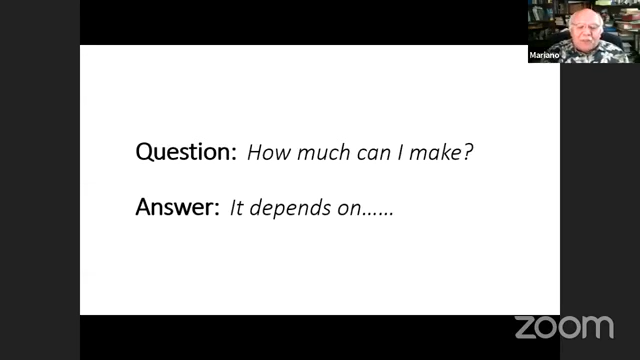 Mariano
Question: How much can I make?
Answer: It depends on......
zoom